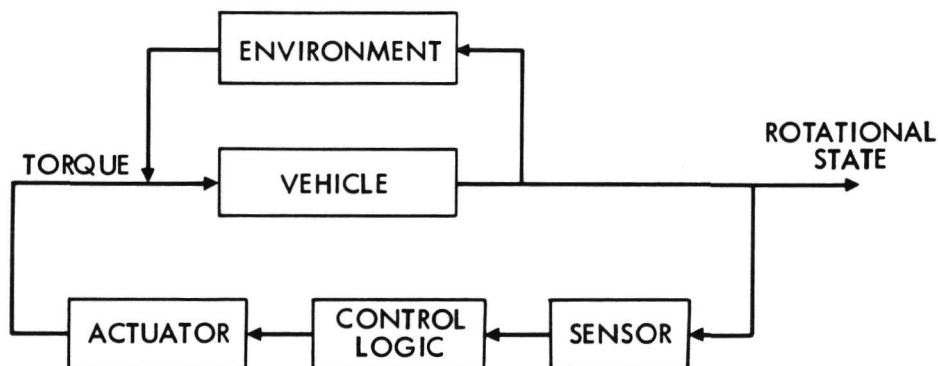 ENVIRONMENT
ROTATIONAL
STATE
TORQUE
VEHICLE
ACTUATOR
CONTROL
LOGIC
SENSOR